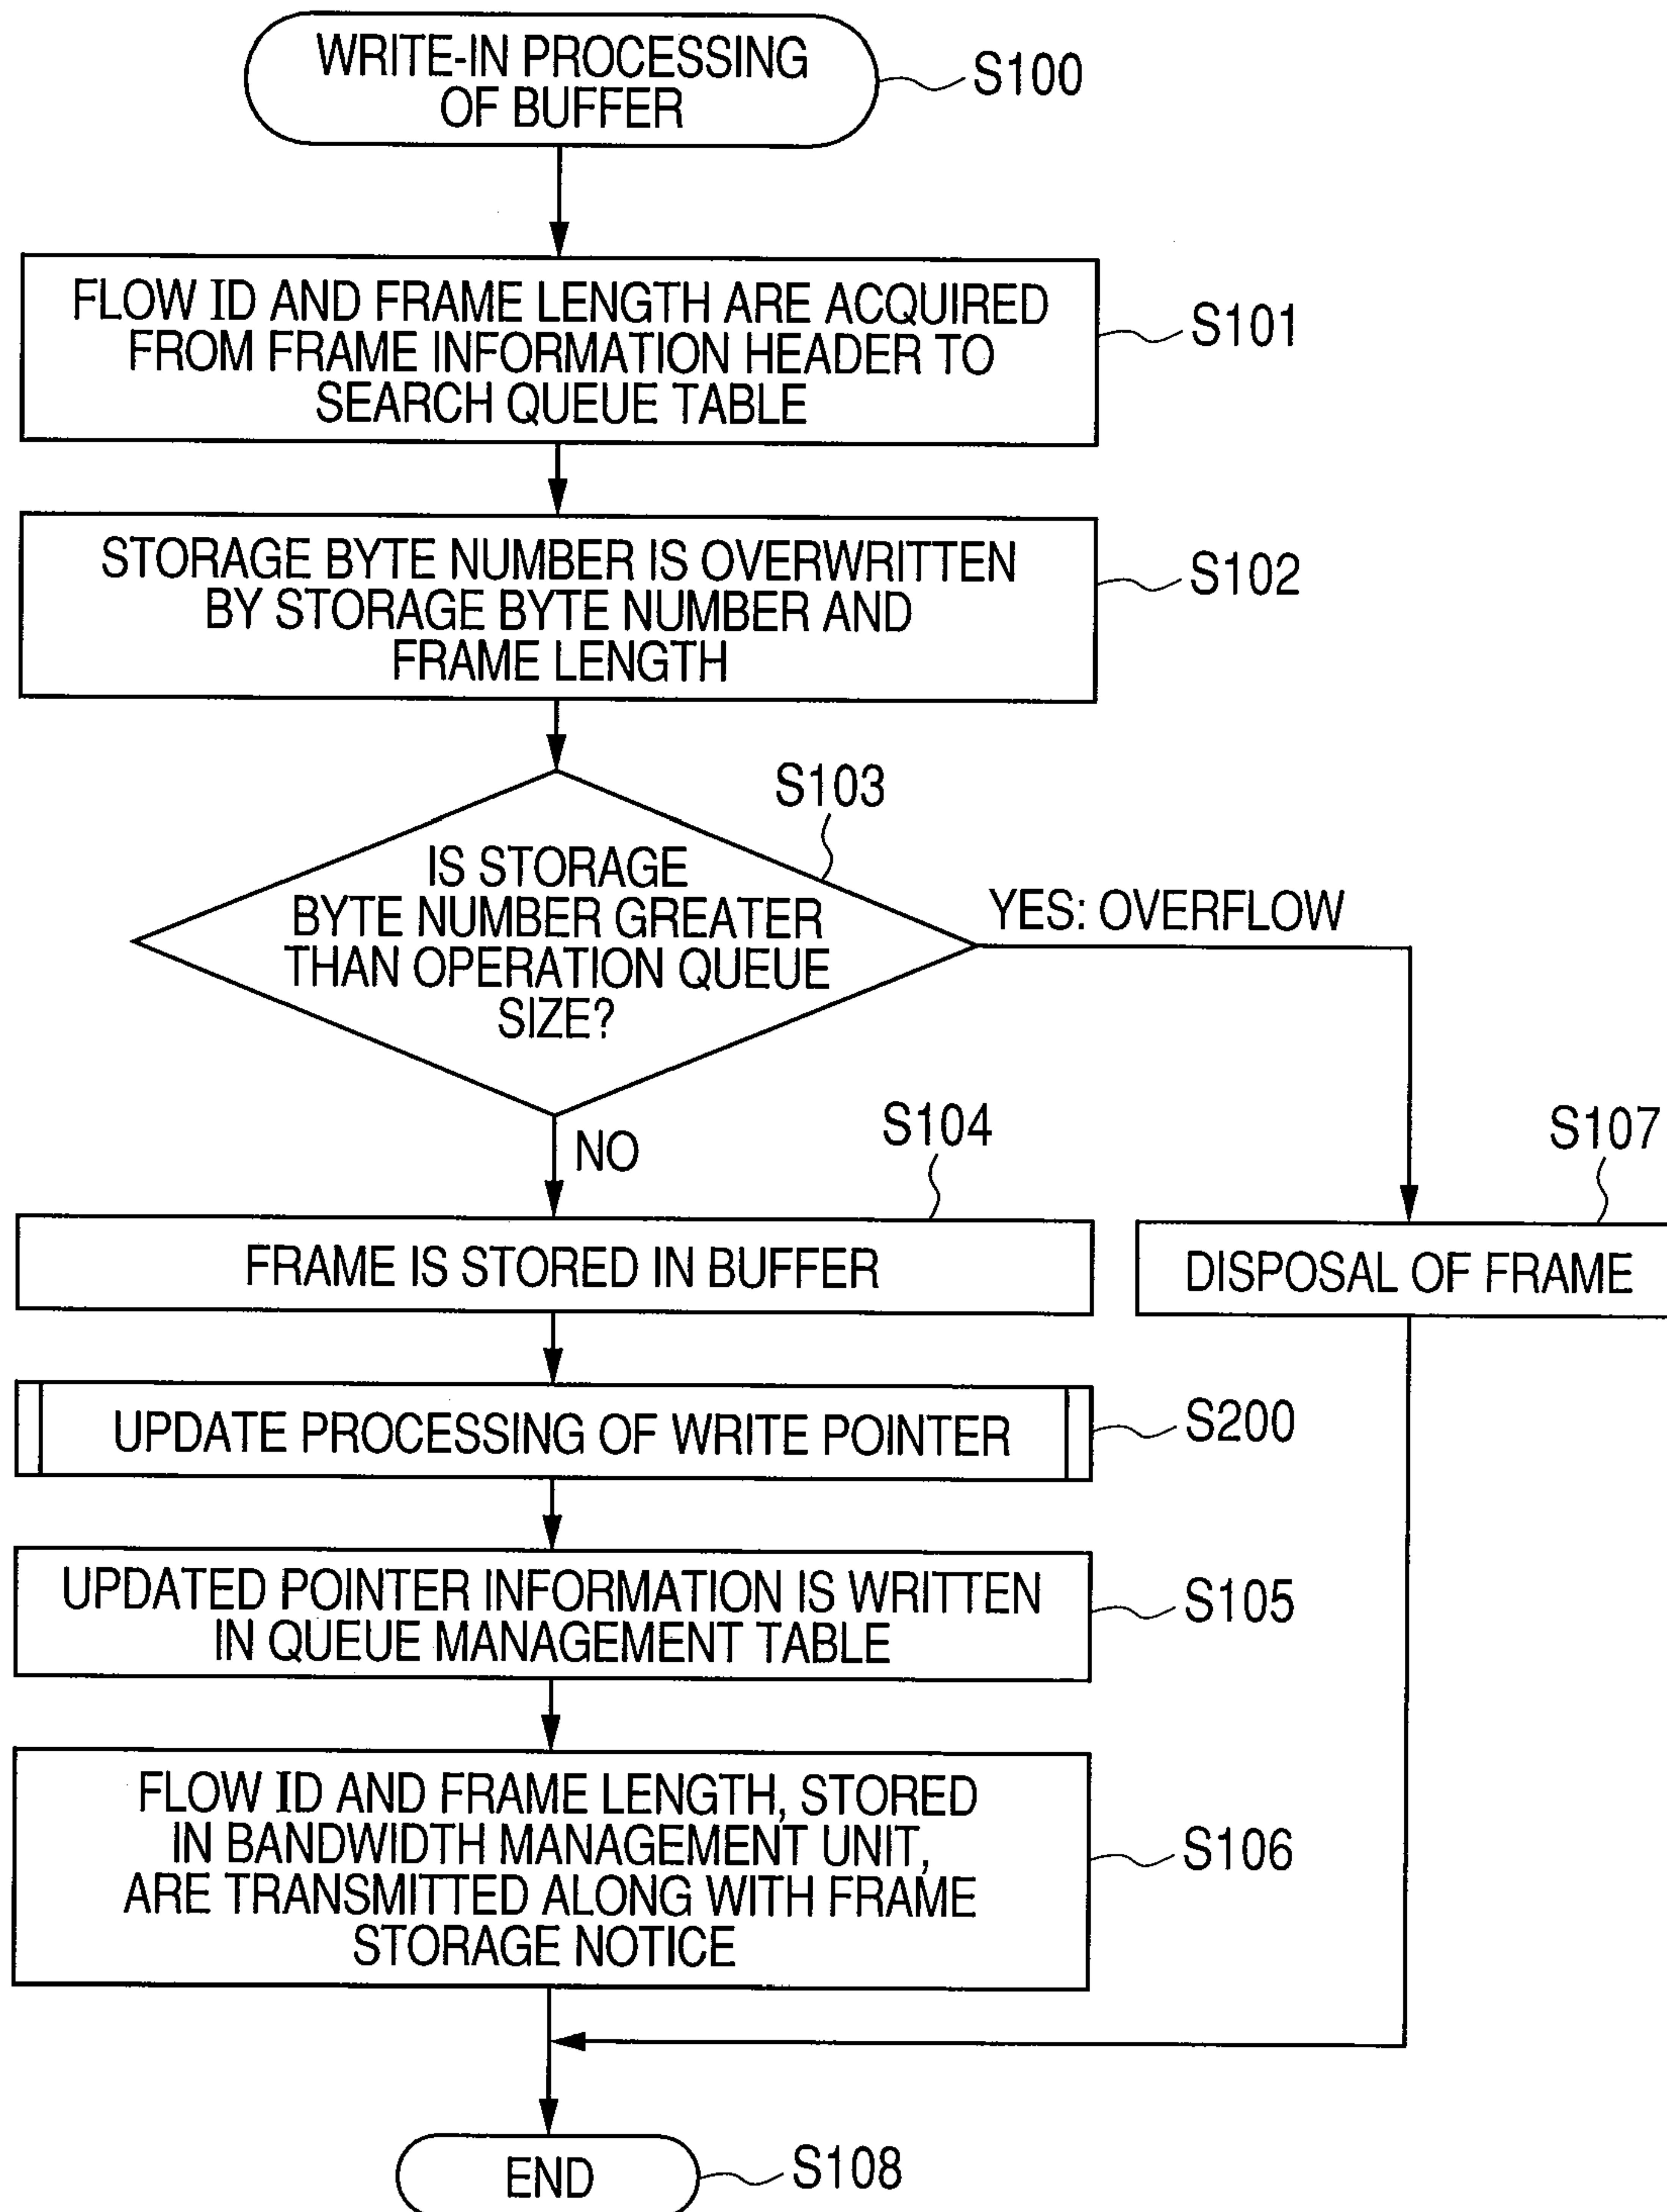 WRITE-IN PROCESSING
OF BUFFER
S100
FLOW ID AND FRAME LENGTH ARE ACQUIRED
FROM FRAME INFORMATION HEADER TO
SEARCH QUEUE TABLE
S101
STORAGE BYTE NUMBER IS OVERWRITTEN
BY STORAGE BYTE NUMBER AND
FRAME LENGTH
S102
S103
IS STORAGE
BYTE NUMBER GREATER
THAN OPERATION QUEUE
SIZE?
YES: OVERFLOW
NO
S104
S107
FRAME IS STORED IN BUFFER
DISPOSAL OF FRAME
UPDATE PROCESSING OF WRITE POINTER
S200
UPDATED POINTER INFORMATION IS WRITTEN
IN QUEUE MANAGEMENT TABLE
S105
FLOW ID AND FRAME LENGTH, STORED
IN BANDWIDTH MANAGEMENT UNIT,
ARE TRANSMITTED ALONG WITH FRAME
STORAGE NOTICE
S106
END
S108